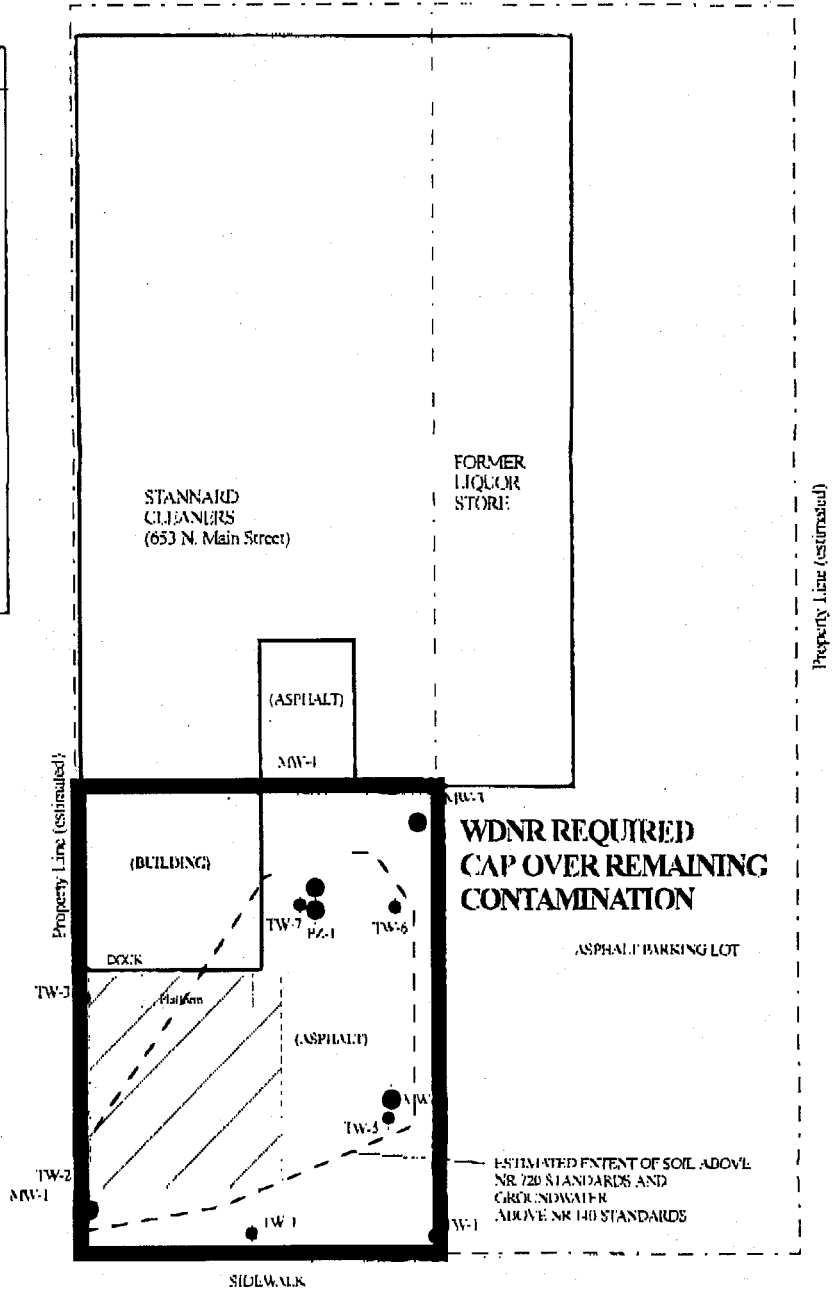 STANNARD
CLEANERS
(653 N. Main Street)
FORMER
LIQUOR
STORE
Property Line (estimated)
(ASPHALT)
MW-4
Property Line (estimated)
MW-3
WDNR REQUIRED
CAP OVER REMAINING
CONTAMINATION
(BUILDING)
TW-7
PZ-1
TW-6
ASPHALT PARKING LOT
DOCK
TW-3
Platform
(ASPHALT)
MW
TW-5
ESTIMATED EXTENT OF SOIL ABOVE
NR 720 STANDARDS AND
GROUNDWATER
ABOVE NR 140 STANDARDS
TW-2
MW-1
W-1
SIDEWALK